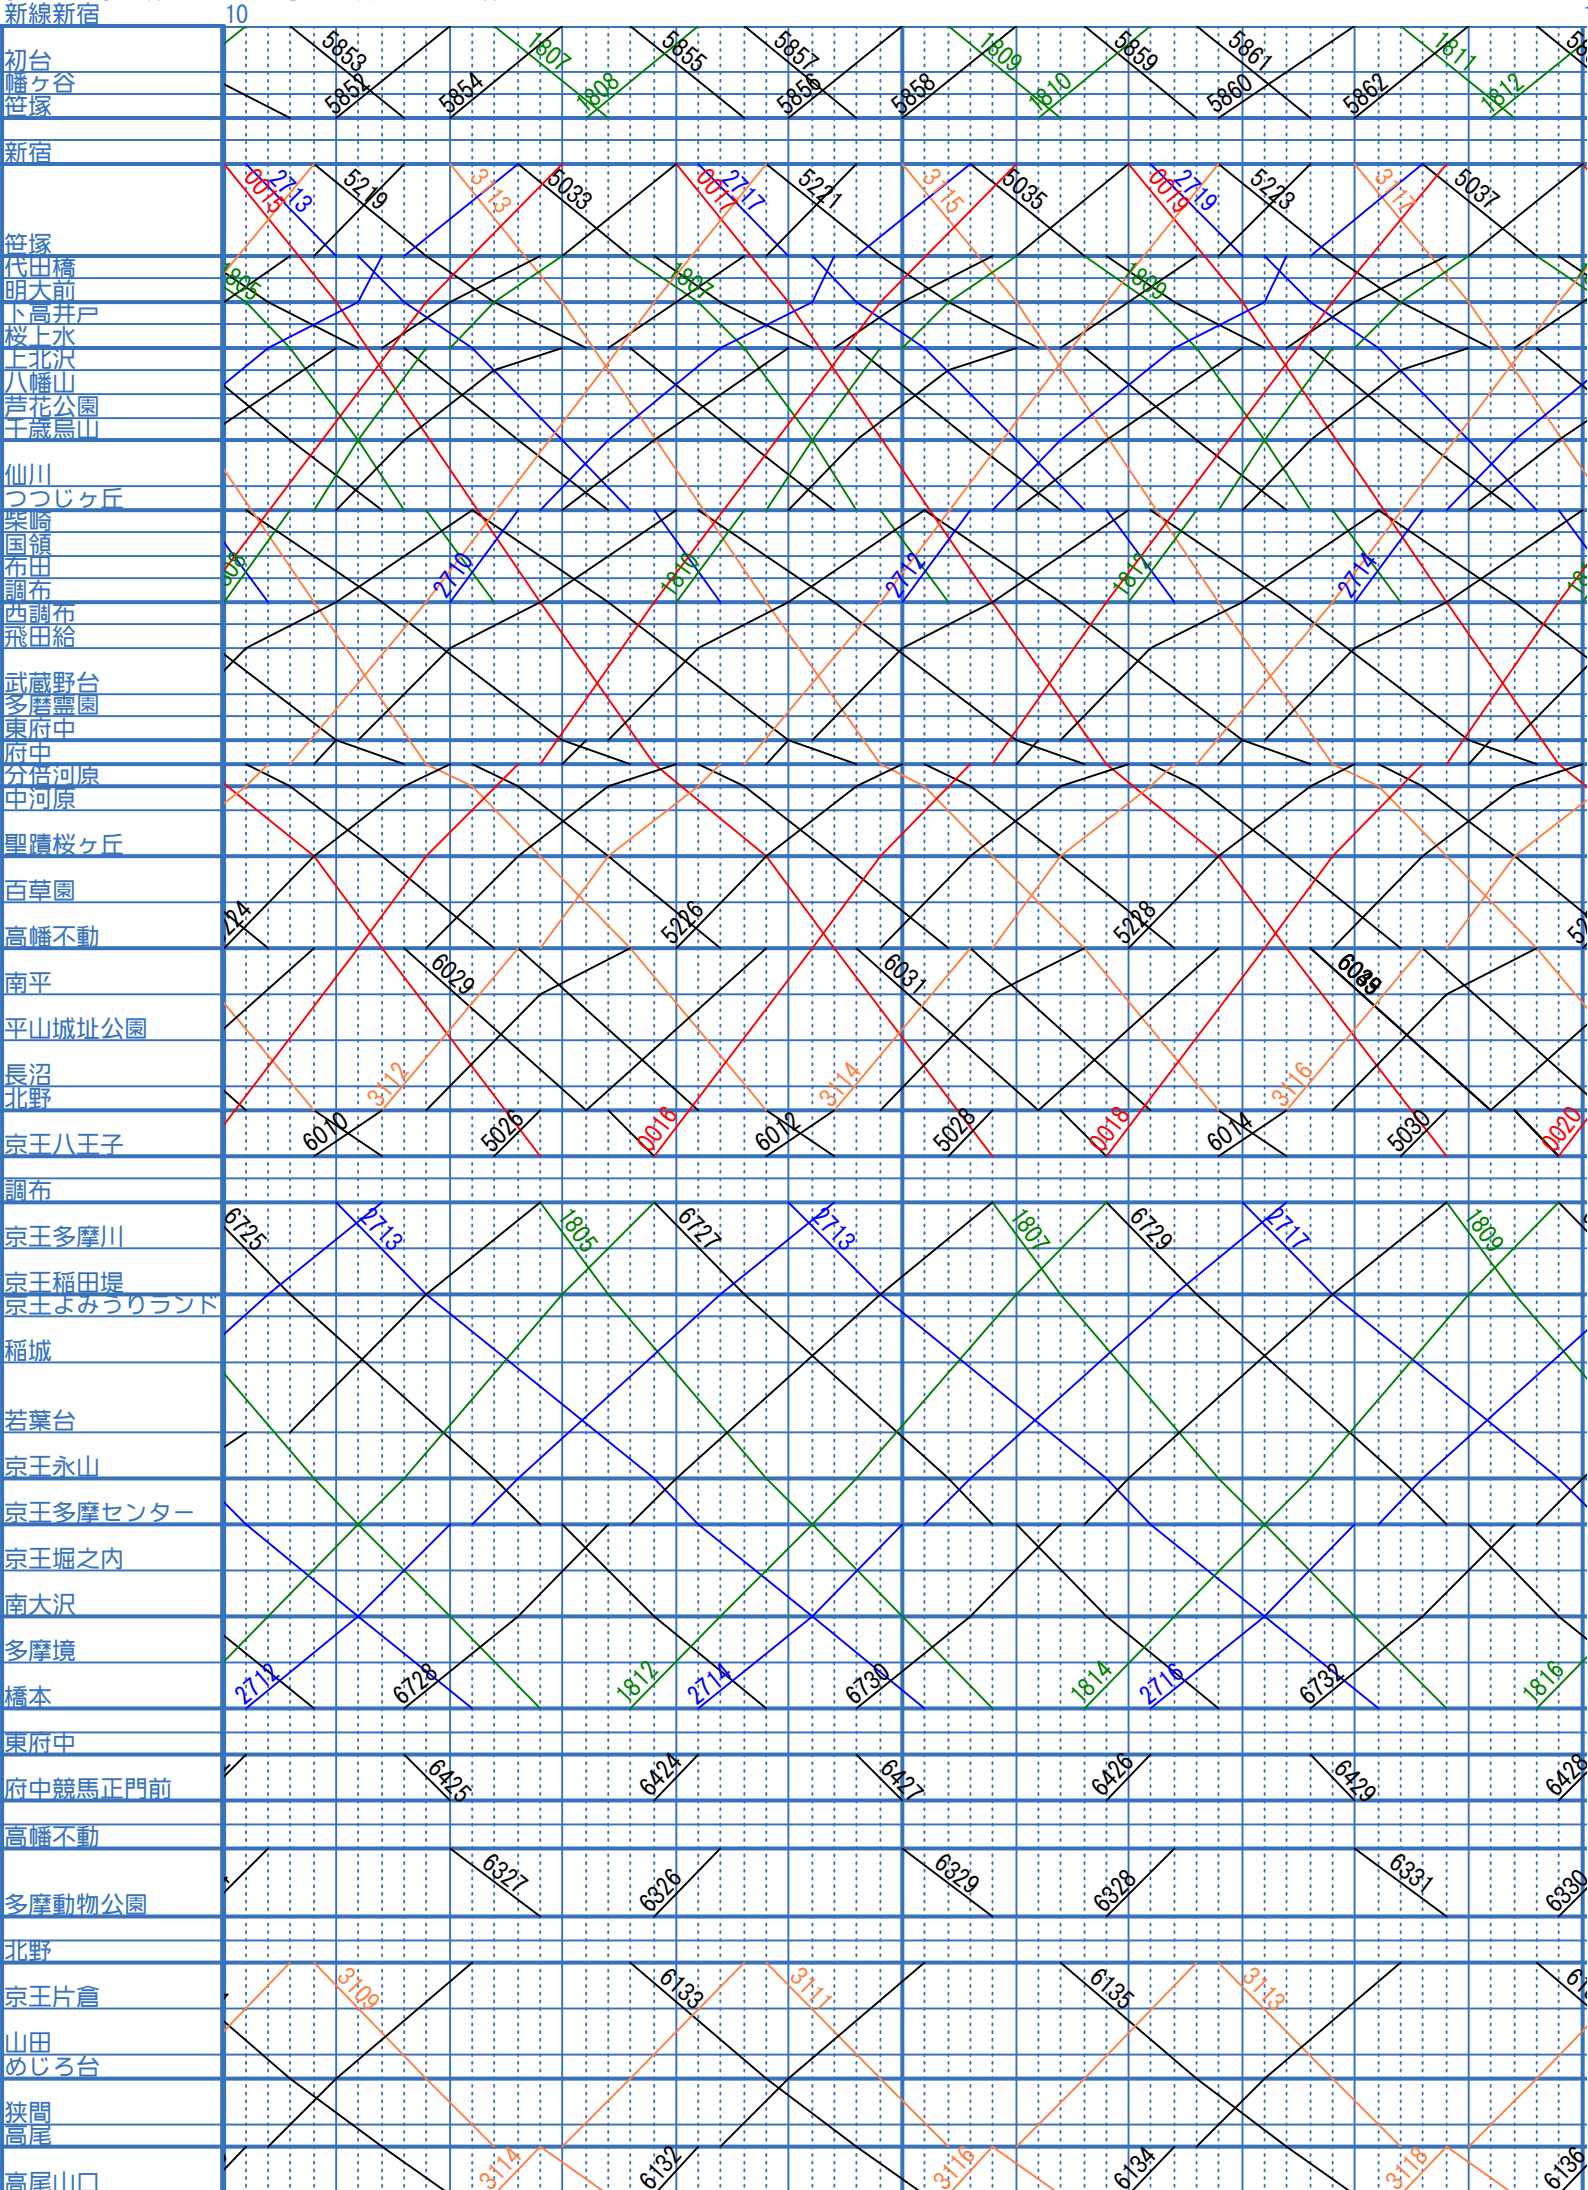 新線新宿 10
初台
幡ヶ谷
笹塚
5853 5852 5854 1807 1808 5855 5857 5856 5858 1809 1810 5859 5861 5860 5862 1811 1812
新宿
0015 2713 5219 3113 5033 0017 2717 5221 3115 5035 0019 2719 5223 3117 5037
笹塚
代田橋
明大前
1805 1807 1809
下高井戸
桜上水
上北沢
八幡山
芦花公園
千歳烏山
仙川
つつじヶ丘
柴崎
国領
布田
調布
2710 1810 2712 1812 2714
西調布
飛田給
武蔵野台
多磨霊園
東府中
府中
分倍河原
中河原
聖蹟桜ヶ丘
百草園
高幡不動
5226 5228
南平
6029 6031
平山城址公園
長沼
北野
3112 3114 3116
京王八王子
6010 5026 0016 6012 5028 0018 6014 5030 0020
調布
京王多摩川
6725 2713 1805 6727 2713 1807 6729 2717 1809
京王稲田堤
京王よみうりランド
稲城
若葉台
京王永山
京王多摩センター
京王堀之内
南大沢
多摩境
橋本
2712 6728 1812 2714 6730 1814 2716 6732 1816
東府中
府中競馬正門前
6425 6424 6427 6426 6429 6428
高幡不動
多摩動物公園
6327 6326 6329 6328 6331 6330
北野
京王片倉
3109 6133 3111 6135 3113
山田
めじろ台
狭間
高尾
高尾山口
3114 6132 3116 6134 3118 6136